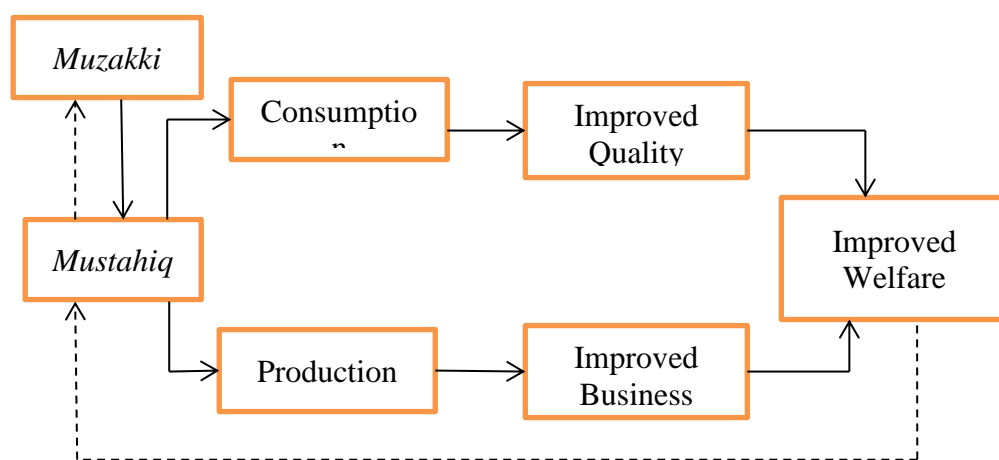 Muzakki
Consumptio
n
Improved
Quality
Mustahiq
Improved
Welfare
Production
Improved
Business